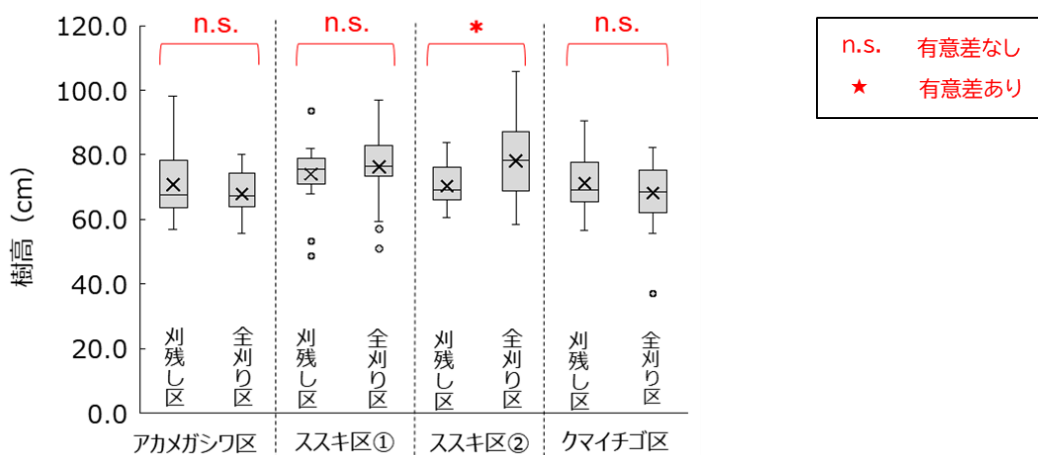 n.s.
n.s.
*
n.s.
n.s. 有意差なし
★ 有意差あり
樹高 (cm)
120.0
100.0
80.0
60.0
40.0
20.0
0.0
刈残し区
全刈り区
刈残し区
全刈り区
刈残し区
全刈り区
刈残し区
全刈り区
アカメガシワ区
ススキ区①
ススキ区②
クマイチゴ区